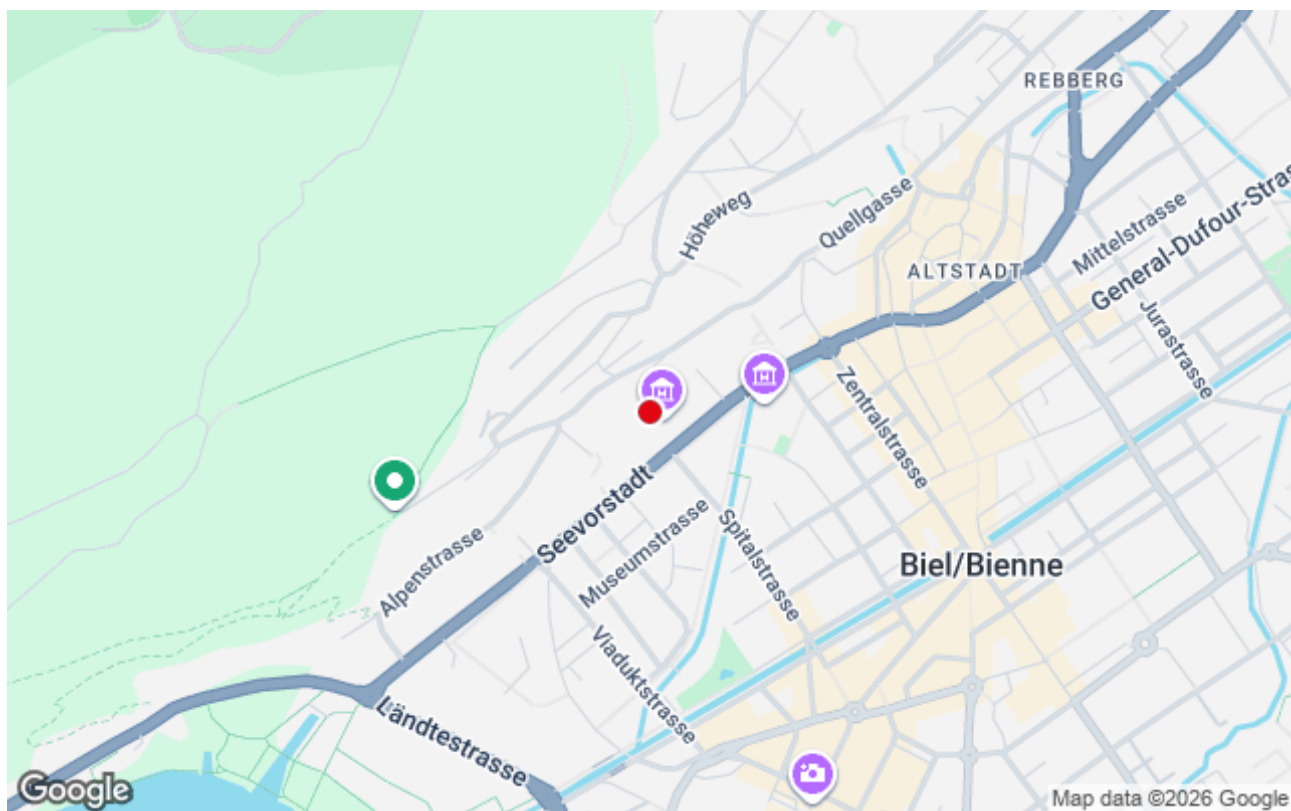 REBBERG
Höheweg
Quellgasse
ALTSTADT
Mittelstrasse
General-Dufour-Strass
Jurastrasse
Zentralstrasse
Seevorstadt
Spitalstrasse
Museumstrasse
Biel/Bienne
Alpenstrasse
Viaduktstrasse
Ländtestrasse
Google
Map data ©2026 Google